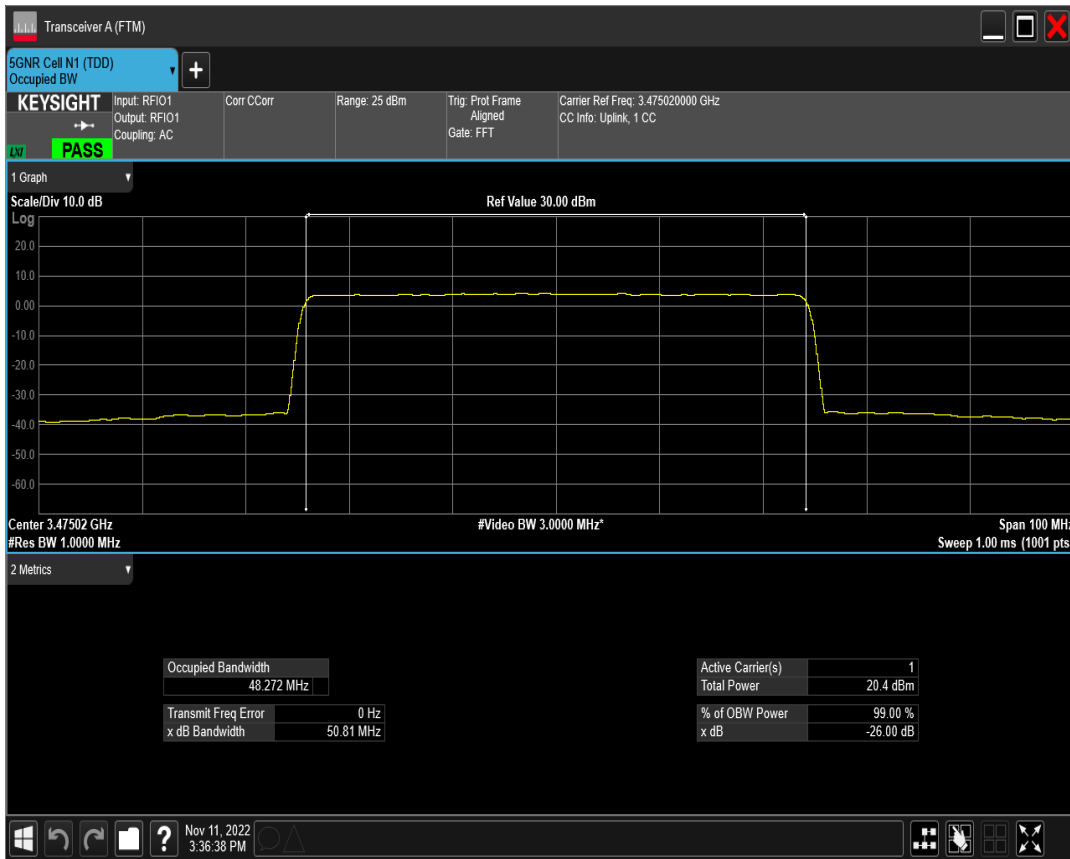 Transceiver A (FTM)
5GNR Cell N1 (TDD)
Occupied BW
+
KEYSIGHT
LXI
PASS
Input: RFIO1
Output: RFIO1
Coupling: AC
Corr CCorr
Range: 25 dBm
Trig: Prot Frame
Aligned
Gate: FFT
Carrier Ref Freq: 3.475020000 GHz
CC Info: Uplink, 1 CC
1 Graph
Scale/Div 10.0 dB
Ref Value 30.00 dBm
Log
20.0
10.0
0.00
-10.0
-20.0
-30.0
-40.0
-50.0
-60.0
Center 3.47502 GHz
#Video BW 3.0000 MHz*
Span 100 MHz
#Res BW 1.0000 MHz
Sweep 1.00 ms (1001 pts
2 Metrics
Occupied Bandwidth
48.272 MHz
Transmit Freq Error 0 Hz
x dB Bandwidth 50.81 MHz
Active Carrier(s) 1
Total Power 20.4 dBm
% of OBW Power 99.00 %
x dB -26.00 dB
?
Nov 11, 2022
3:36:38 PM